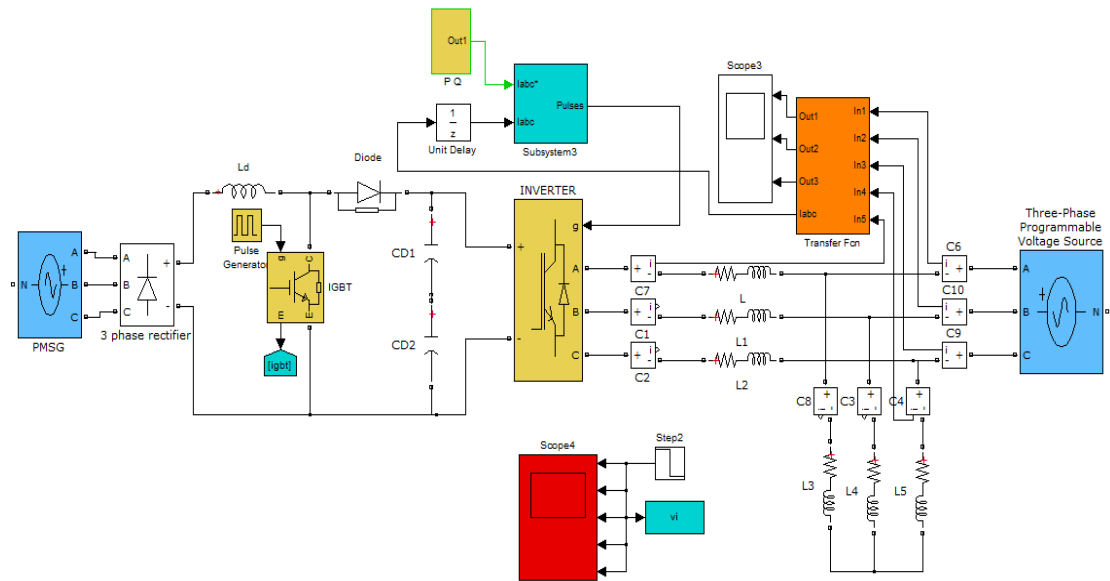 Out1
P Q
Iabc*
Iabc
Pulses
Subsystem3
1
z
Unit Delay
Scope3
Out1
Out2
Out3
Iabc
In1
In2
In3
In4
In5
Transfer Fcn
Three-Phase
Programmable
Voltage Source
A
B
C
N
Ld
Diode
Pulse
Generator
g
C
m
E
IGBT
[igbt]
N
A
B
C
PMSG
A
B
C
+
-
3 phase rectifier
+
CD1
+
CD2
INVERTER
+
-
g
A
B
C
+
i
-
C7
+
i
-
C1
+
i
-
C2
+
L
+
L1
+
L2
C6
i
-
+
C10
i
-
+
C9
i
-
+
C8
+
i
-
C3
+
i
-
C4
+
i
-
L3
L4
L5
Scope4
Step2
vi